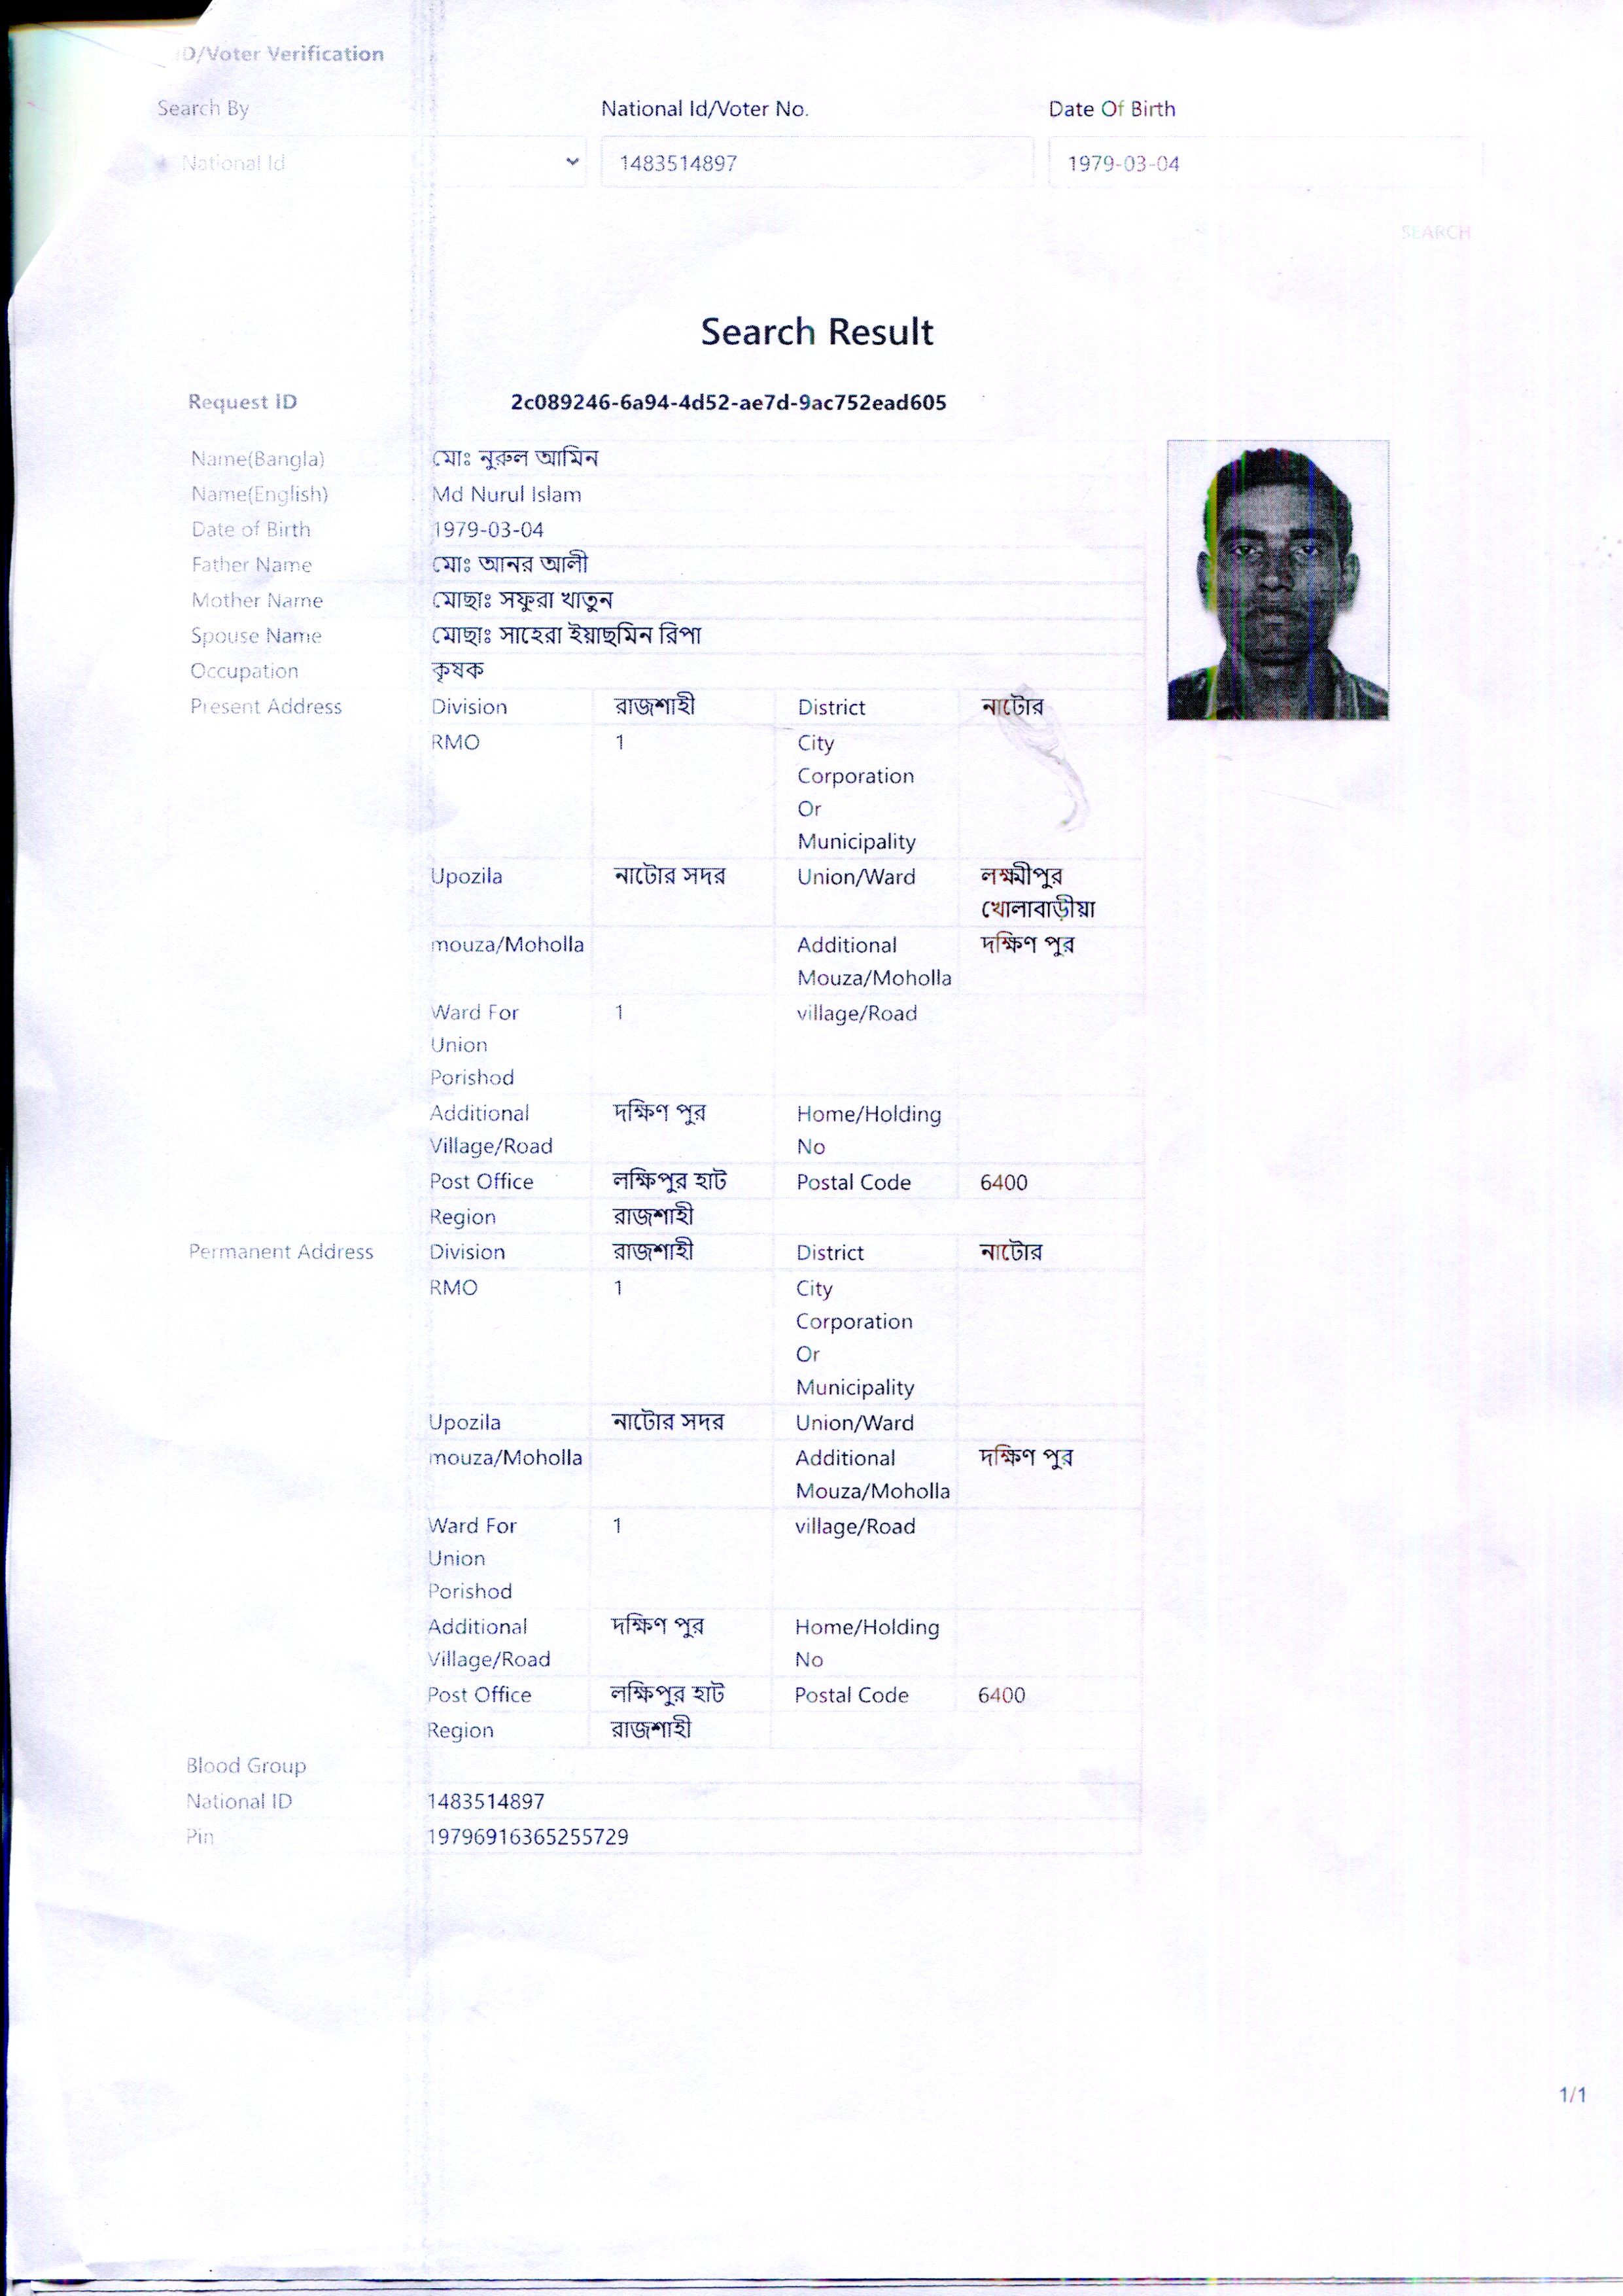 ID/Voter Verification
Search By National Id/Voter No. Date Of Birth
National Id 1483514897 1979-03-04
SEARCH
Search Result
Request ID 2c089246-6a94-4d52-ae7d-9ac752ead605
Name(Bangla) মোঃ নুরুল আমিন
Name(English) Md Nurul Islam
Date of Birth 1979-03-04
Father Name মোঃ আনর আলী
Mother Name মোছাঃ সফুরা খাতুন
Spouse Name মোছাঃ সাহেরা ইয়াছমিন রিপা
Occupation কৃষক
Present Address Division রাজশাহী District নাটোর
RMO 1 City
Corporation
Or
Municipality
Upozila নাটোর সদর Union/Ward লক্ষ্মীপুর
খোলাবাড়ীয়া
mouza/Moholla Additional দক্ষিণ পুর
Mouza/Moholla
Ward For 1 village/Road
Union
Porishod
Additional দক্ষিণ পুর Home/Holding
Village/Road No
Post Office লক্ষিপুর হাট Postal Code 6400
Region রাজশাহী
Permanent Address Division রাজশাহী District নাটোর
RMO 1 City
Corporation
Or
Municipality
Upozila নাটোর সদর Union/Ward
mouza/Moholla Additional দক্ষিণ পুর
Mouza/Moholla
Ward For 1 village/Road
Union
Porishod
Additional দক্ষিণ পুর Home/Holding
Village/Road No
Post Office লক্ষিপুর হাট Postal Code 6400
Region রাজশাহী
Blood Group
National ID 1483514897
Pin 19796916365255729
1/1